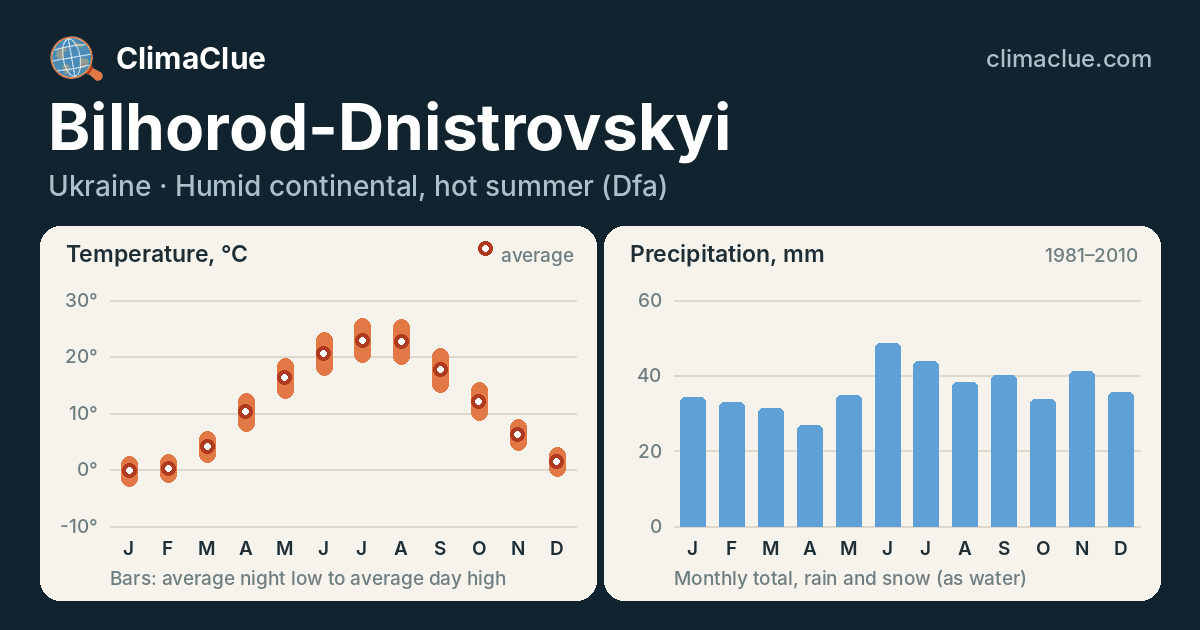 ClimaClue
climaclue.com
Bilhorod-Dnistrovskyi
Ukraine · Humid continental, hot summer (Dfa)
Temperature, °C
average
30°
20°
10°
0°
-10°
J F M A M J J A S O N D
Bars: average night low to average day high
Precipitation, mm
1981–2010
60
40
20
0
J F M A M J J A S O N D
Monthly total, rain and snow (as water)